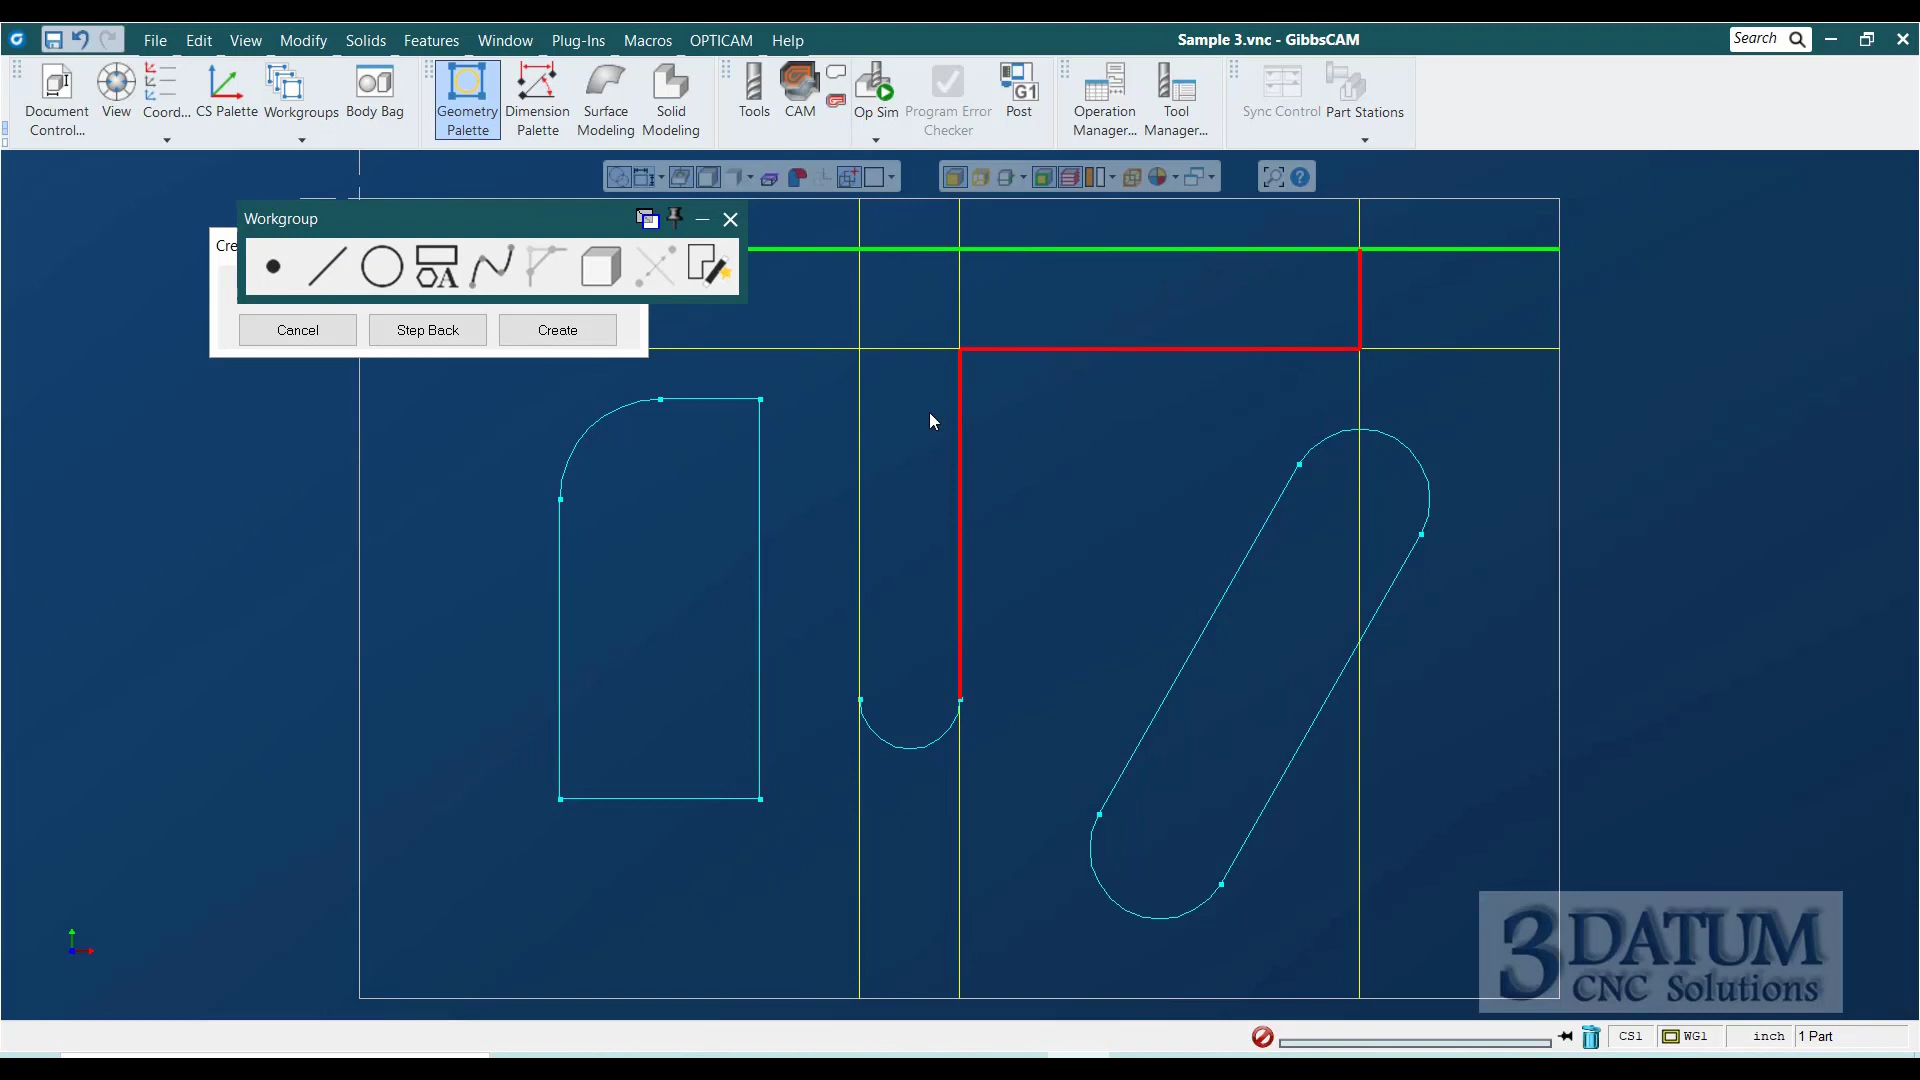 File Edit View Modify Solids Features Window Plug-Ins Macros OPTICAM Help
Sample 3.vnc - GibbsCAM
Search
Document Control...
View
Coord...
CS Palette
Workgroups
Body Bag
Geometry Palette
Dimension Palette
Surface Modeling
Solid Modeling
Tools
CAM
Op Sim
Program Error Checker
G1
Post
Operation Manager...
Tool Manager...
Sync Control
Part Stations
Workgroup
Cre
A
Cancel
Step Back
Create
3DATUM
CNC Solutions
CS1
WG1
inch
1 Part